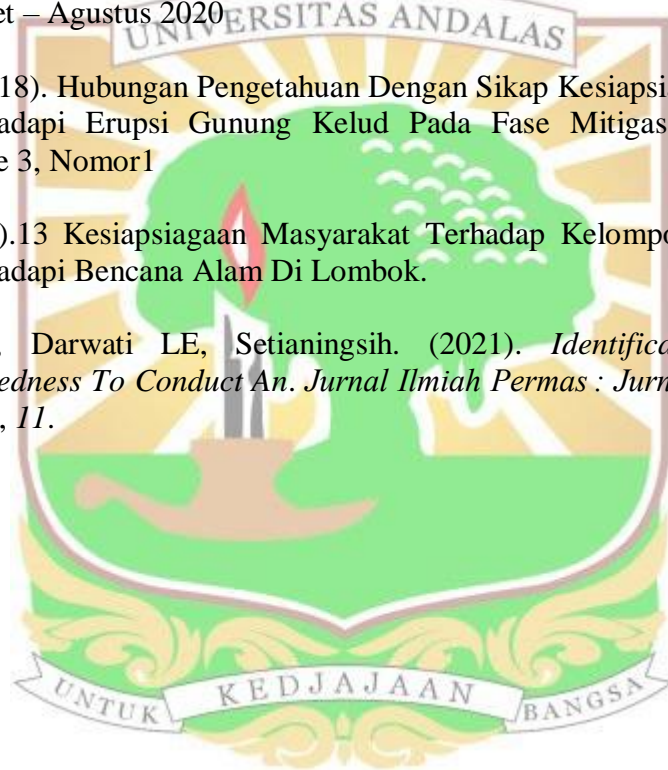 et – Agustus 2020
UNIVERSITAS ANDALAS
18). Hubungan Pengetahuan Dengan Sikap Kesiapsia
adapi Erupsi Gunung Kelud Pada Fase Mitigas
e 3, Nomor1
).13 Kesiapsiagaan Masyarakat Terhadap Kelompo
adapi Bencana Alam Di Lombok.
, Darwati LE, Setianingsih. (2021). Identifica
edness To Conduct An. Jurnal Ilmiah Permas : Jurn
, 11.
UNTUK KEDJAJAAN BANGSA